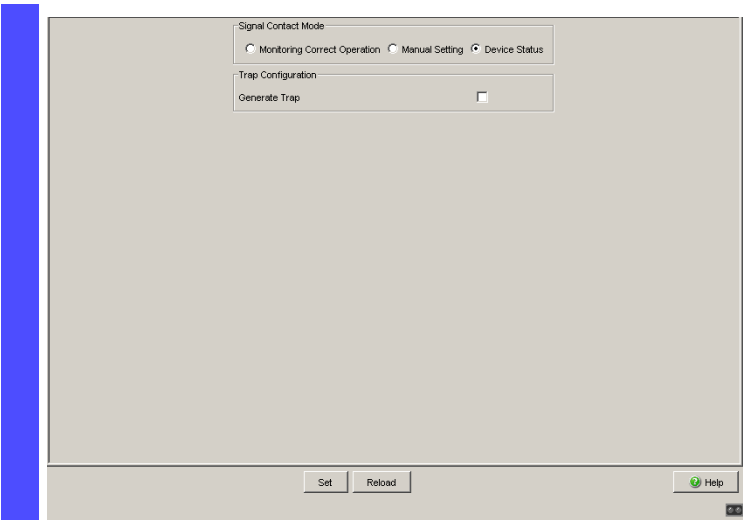 Signal Contact Mode
Monitoring Correct Operation Manual Setting Device Status
Trap Configuration
Generate Trap
Set Reload Help